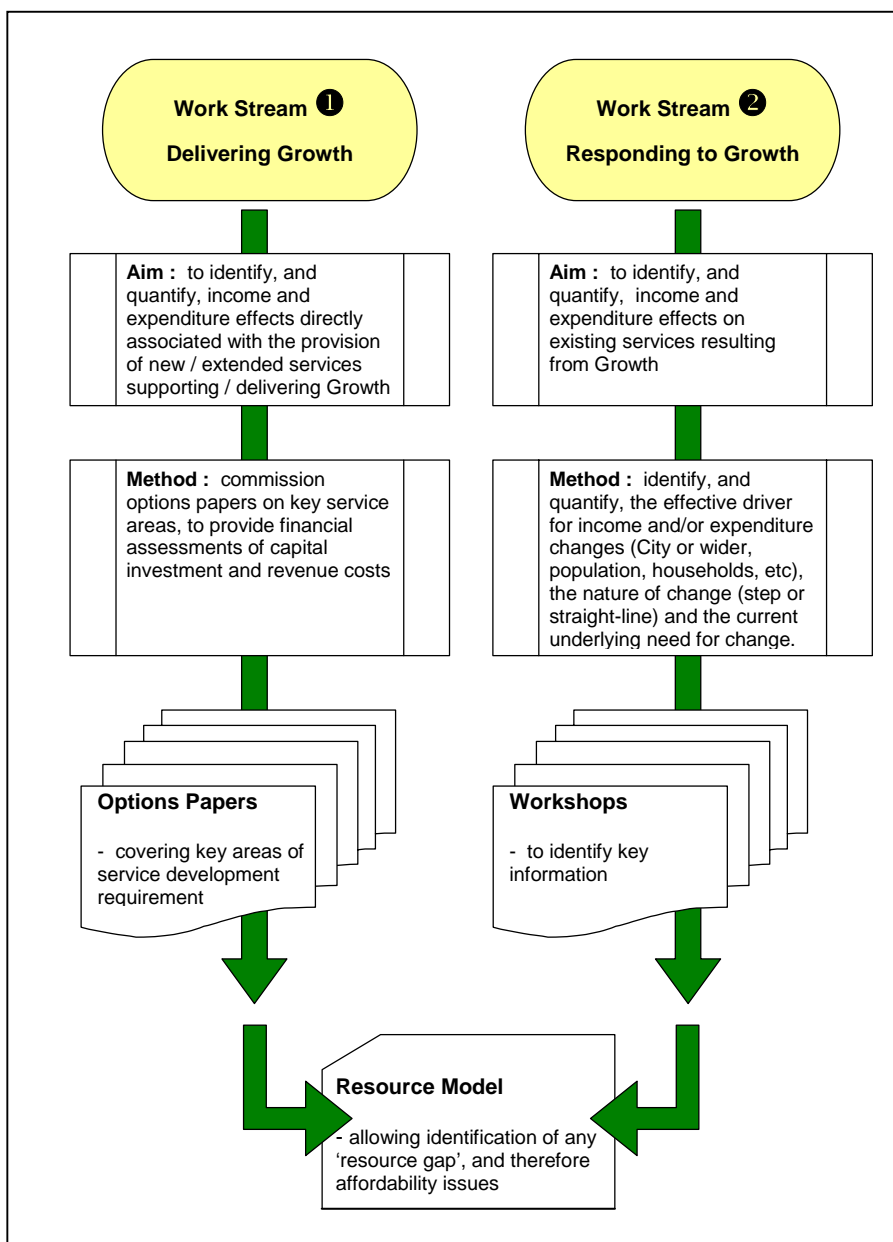 Work Stream ❶
Delivering Growth
Aim : to identify, and
quantify, income and
expenditure effects directly
associated with the provision
of new / extended services
supporting / delivering Growth
Method : commission
options papers on key service
areas, to provide financial
assessments of capital
investment and revenue costs
Options Papers
- covering key areas of
service development
requirement
Work Stream ❷
Responding to Growth
Aim : to identify, and
quantify, income and
expenditure effects on
existing services resulting
from Growth
Method : identify, and
quantify, the effective driver
for income and/or expenditure
changes (City or wider,
population, households, etc),
the nature of change (step or
straight-line) and the current
underlying need for change.
Workshops
- to identify key
information
Resource Model
- allowing identification of any
‘resource gap’, and therefore
affordability issues